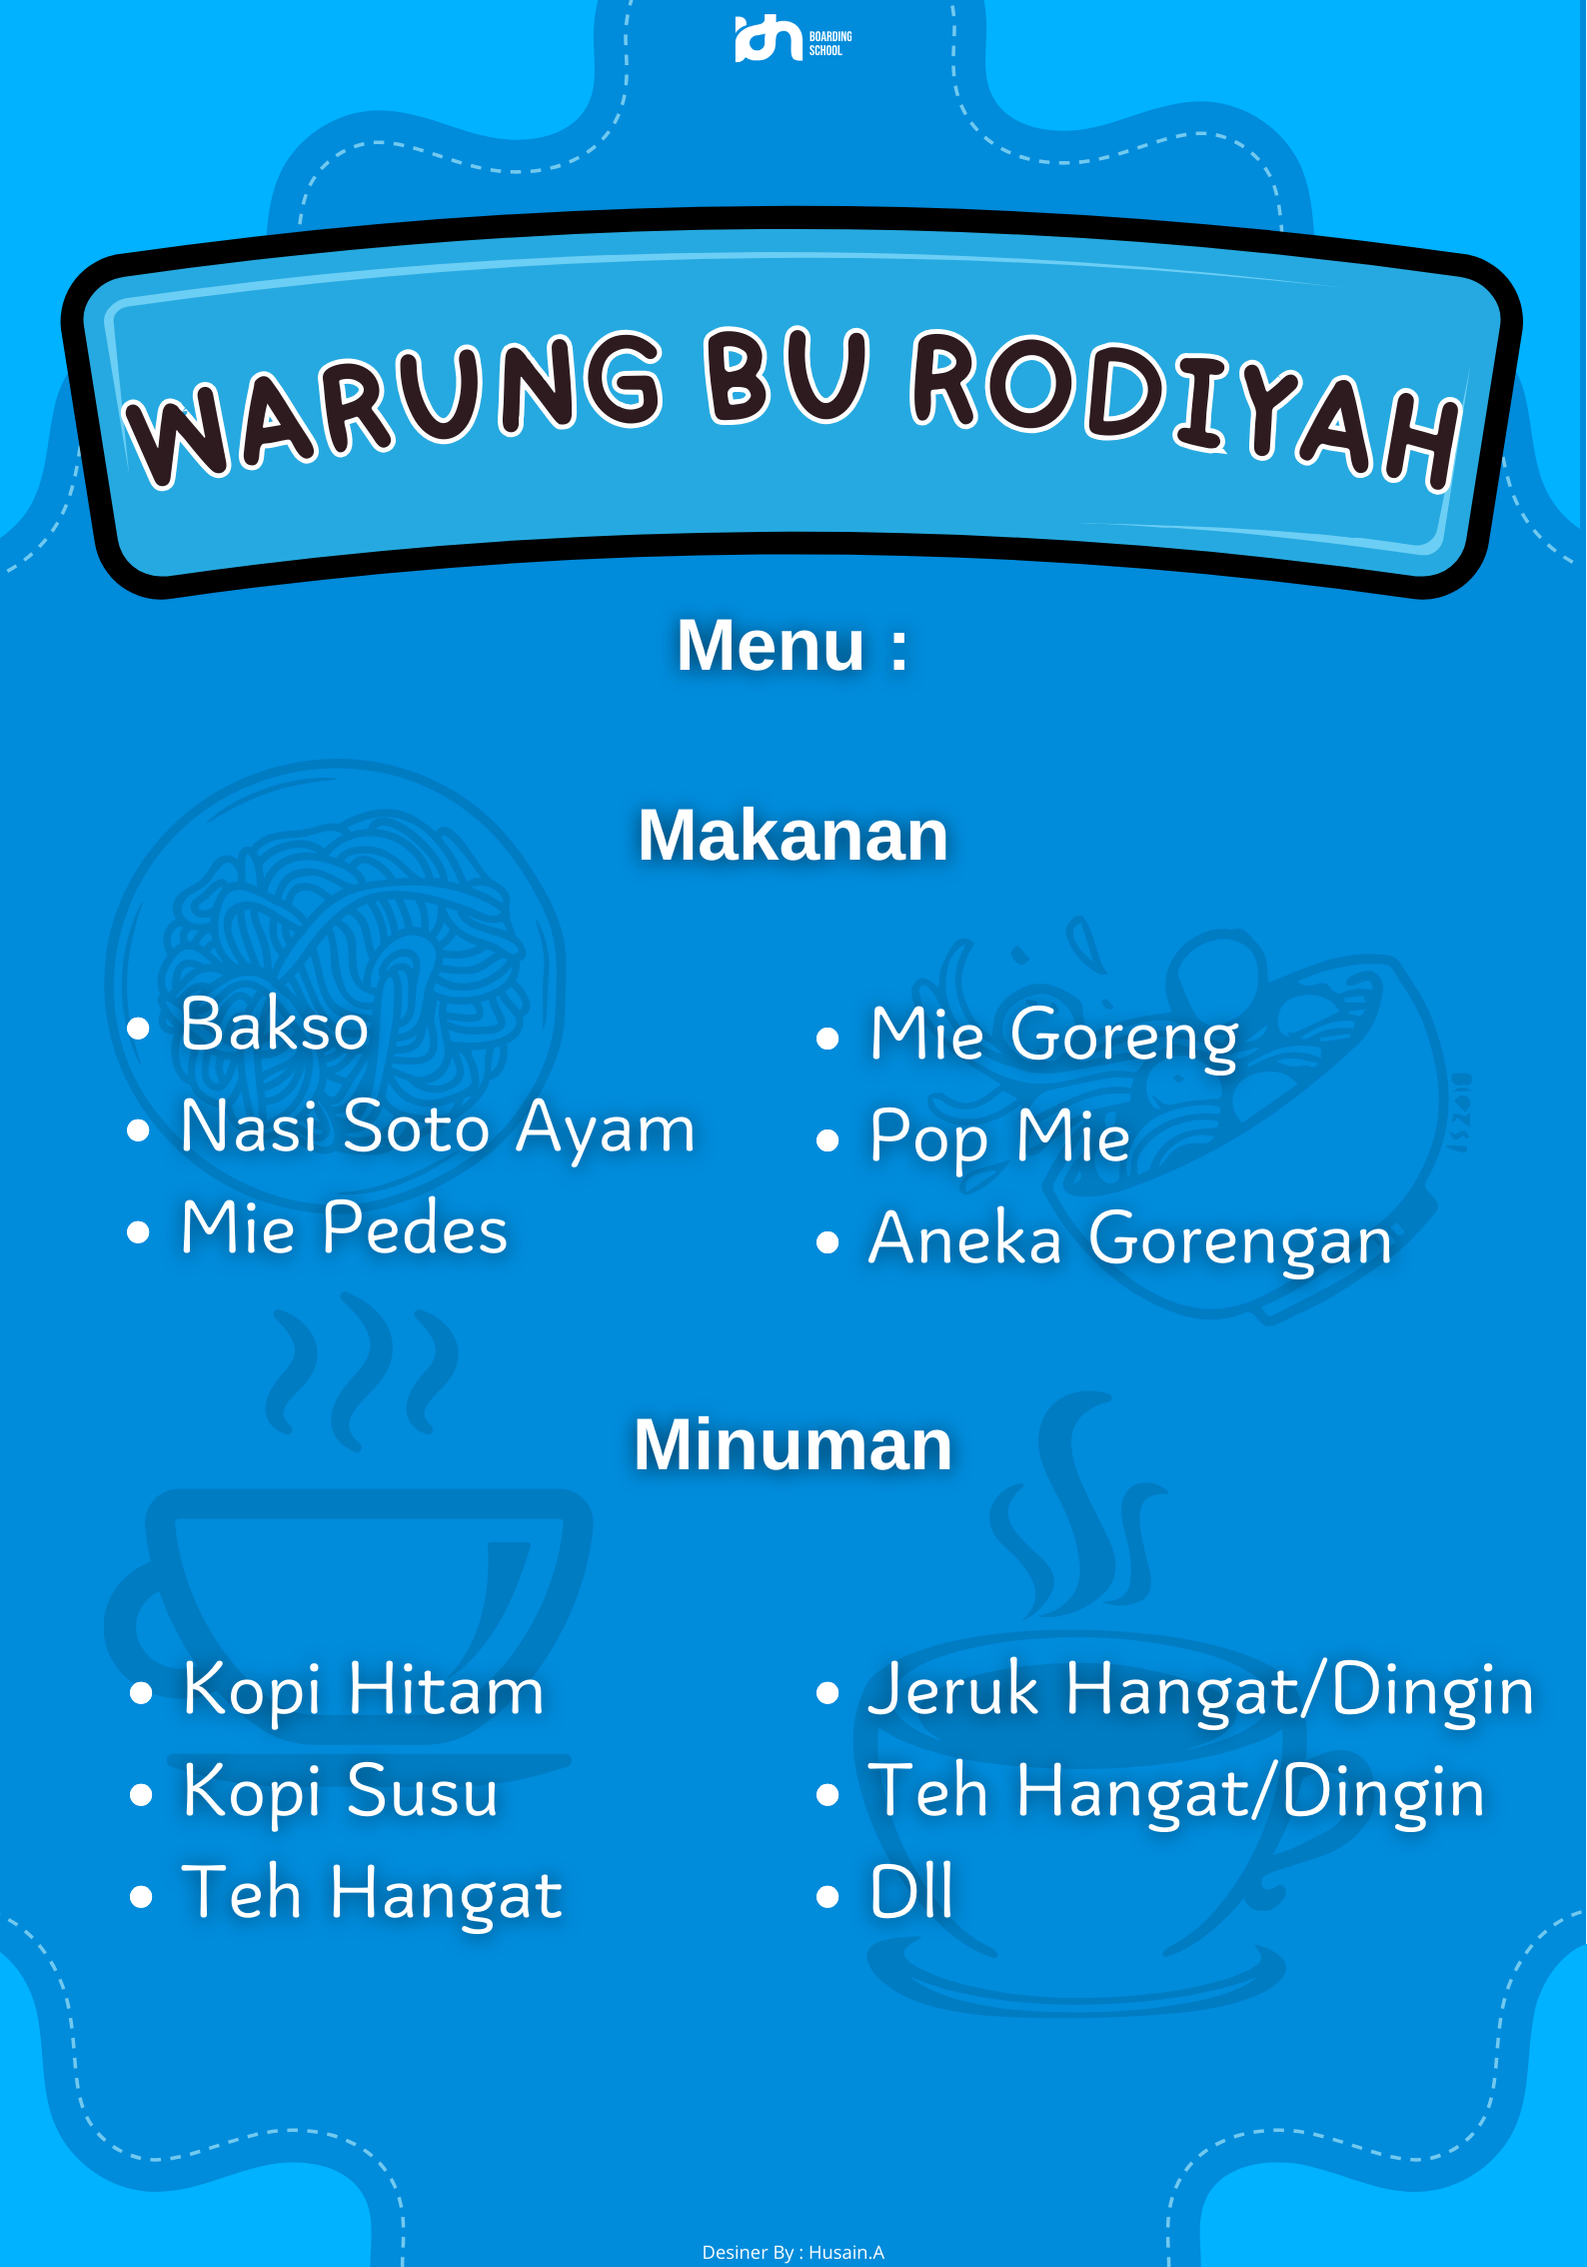 idn BOARDING
SCHOOL
WARUNG BU RODIYAH
Menu :
Makanan
Bakso
Nasi Soto Ayam
Mie Pedes
Mie Goreng
Pop Mie
Aneka Gorengan
Minuman
Kopi Hitam
Kopi Susu
Teh Hangat
Jeruk Hangat/Dingin
Teh Hangat/Dingin
Dll
Desiner By : Husain.A